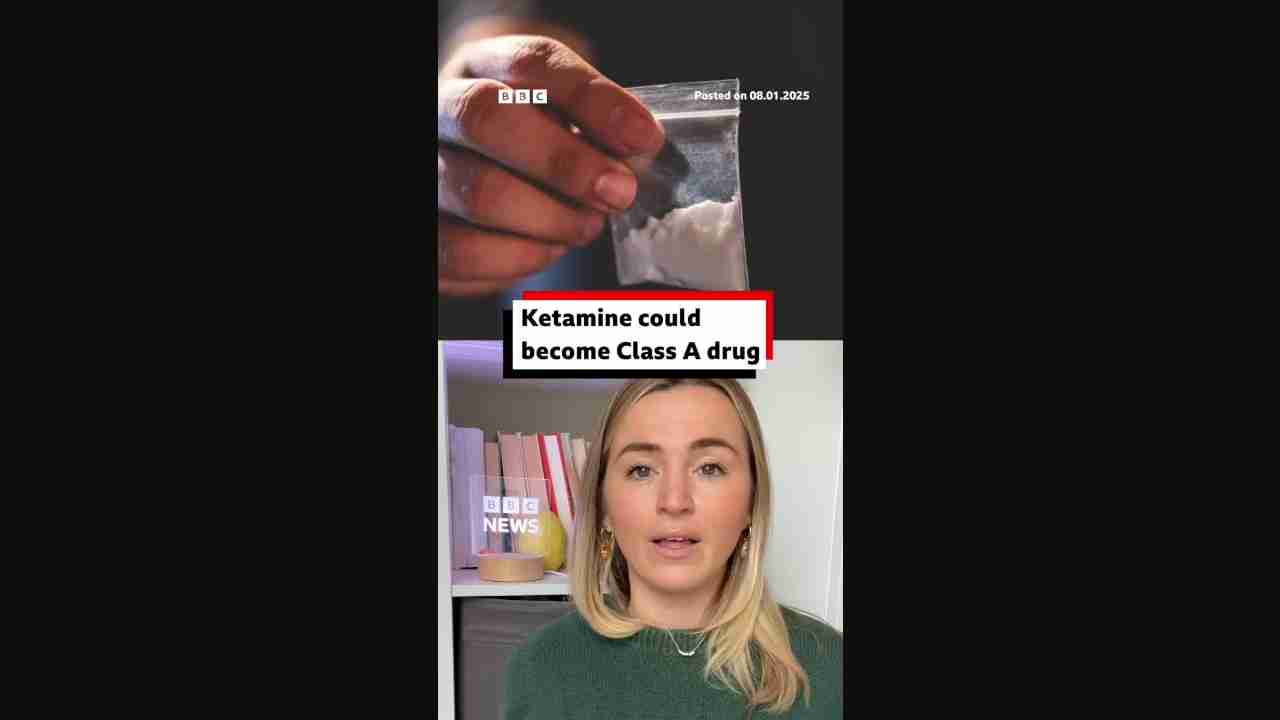 BBC
Posted on 08.01.2025
Ketamine could
become Class A drug
BBC
NEWS